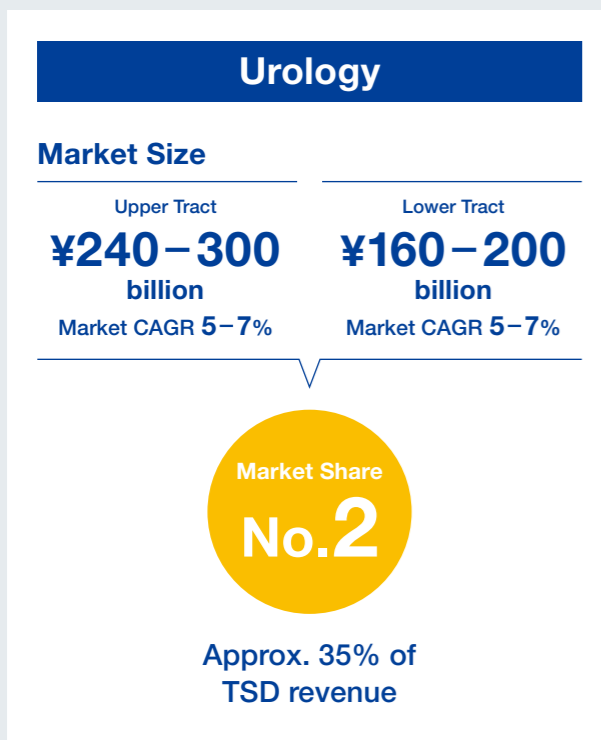 Urology
Market Size
Upper Tract
¥240–300
billion
Market CAGR 5–7%
Lower Tract
¥160–200
billion
Market CAGR 5–7%
Market Share
No.2
Approx. 35% of
TSD revenue